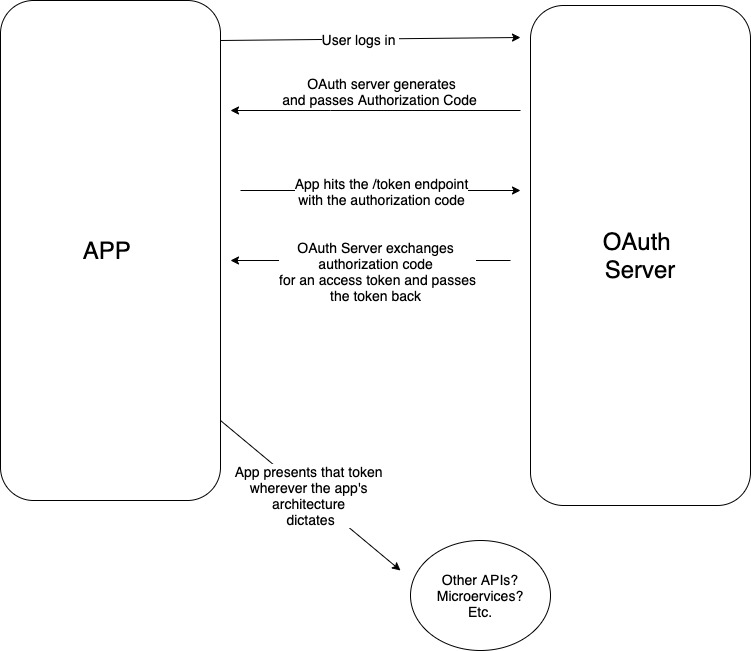 User logs in
OAuth server generates
and passes Authorization Code
App hits the /token endpoint
with the authorization code
APP
OAuth
Server
OAuth Server exchanges
authorization code
for an access token and passes
the token back
App presents that token
wherever the app's
architecture
dictates
Other APIs?
Microervices?
Etc.